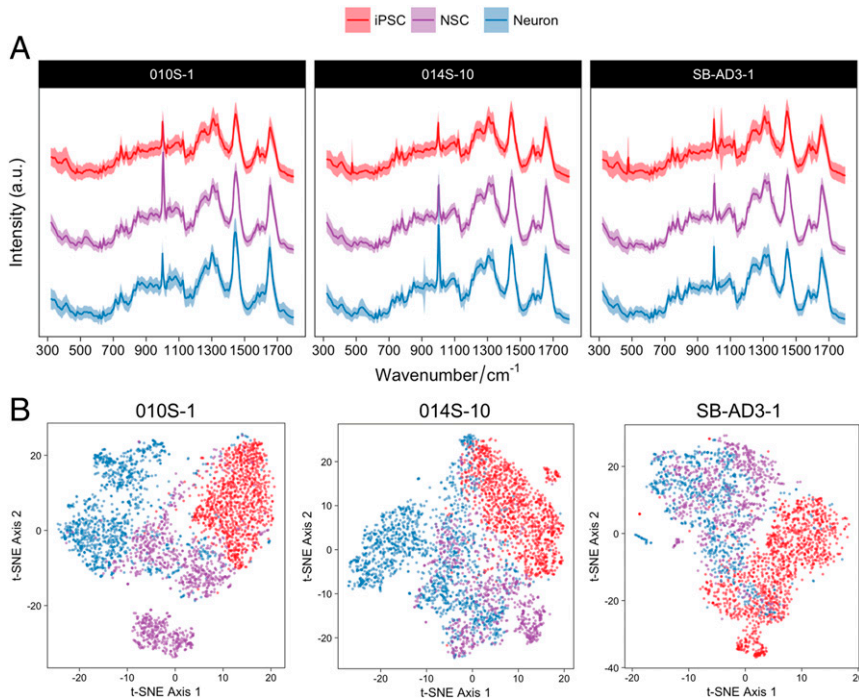 iPSC NSC Neuron
A
010S-1 014S-10 SB-AD3-1
Intensity (a.u.)
300 500 700 900 1100 1300 1500 1700 300 500 700 900 1100 1300 1500 1700 300 500 700 900 1100 1300 1500 1700
Wavenumber/cm-1
B
010S-1 014S-10 SB-AD3-1
t-SNE Axis 2
20
0
-20
-20 -10 0 10 20
t-SNE Axis 1
t-SNE Axis 2
20
10
0
-10
-20
-20 -10 0 10 20
t-SNE Axis 1
t-SNE Axis 2
40
20
0
-20
-40
-20 -10 0 10 20
t-SNE Axis 1